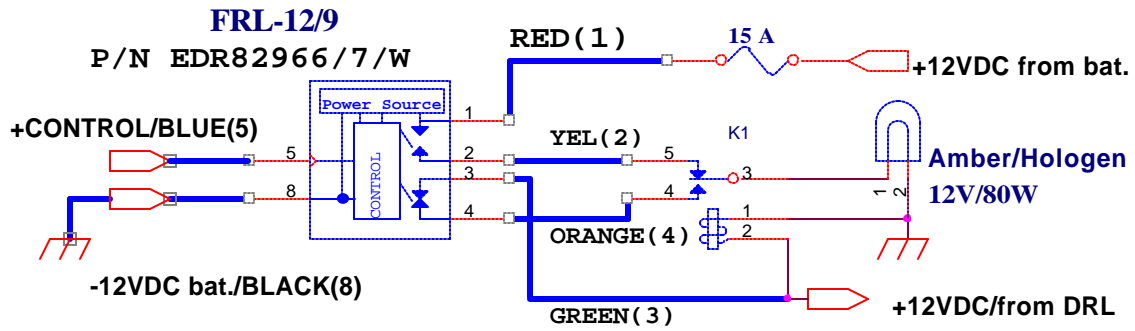 FRL-12/9
P/N EDR82966/7/W
RED(1)
15 A
+12VDC from bat.
Power Source
1
+CONTROL/BLUE(5)
5
CONTROL
2
YEL(2)
5
K1
3
Amber/Hologen
12V/80W
1
2
8
3
4
4
ORANGE(4)
1
2
-12VDC bat./BLACK(8)
GREEN(3)
+12VDC/from DRL